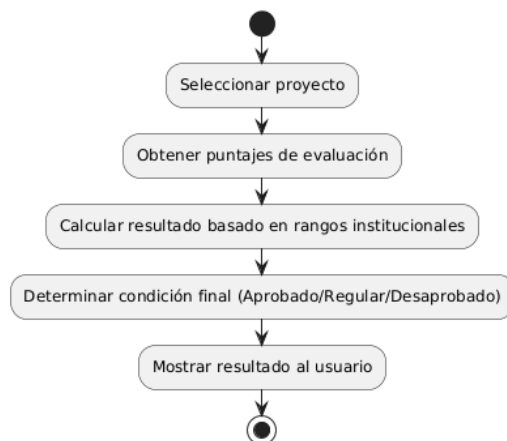 Seleccionar proyecto
Obtener puntajes de evaluación
Calcular resultado basado en rangos institucionales
Determinar condición final (Aprobado/Regular/Desaprobado)
Mostrar resultado al usuario